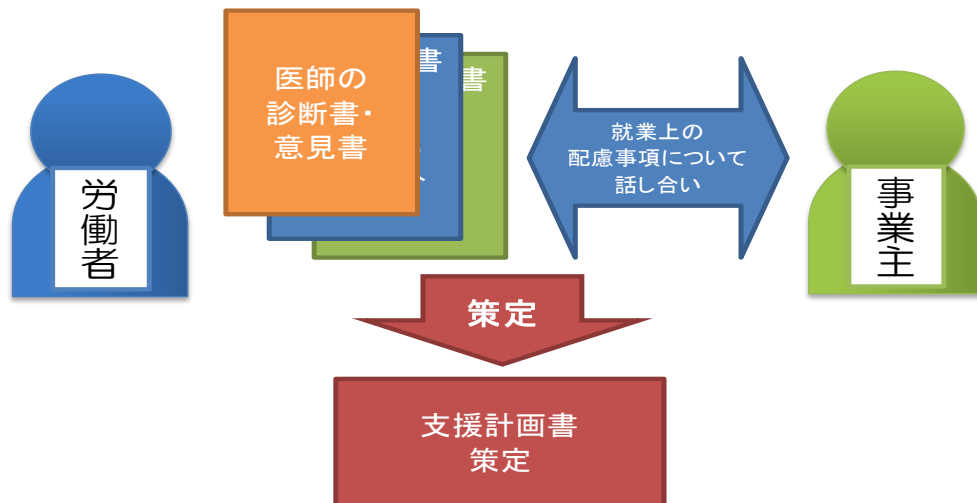 労働者
医師の
診断書・
意見書
書
書
就業上の
配慮事項について
話し合い
事業主
策定
支援計画書
策定